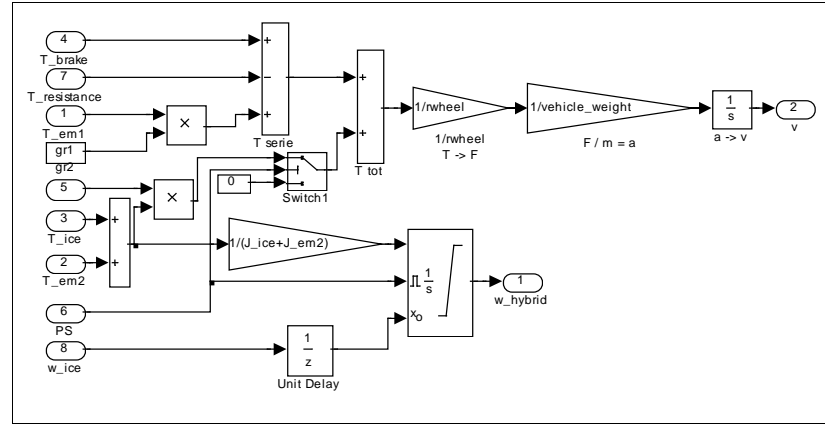 4
T_brake
+
7
T_resistance
−
1
T_em1
×
+
gr1
gr2
T serie
+
+
T tot
1/rwheel
1/rwheel
T -> F
1/vehicle_weight
F / m = a
1
s
a -> v
2
v
5
×
0
Switch1
3
T_ice
+
2
T_em2
+
1/(J_ice+J_em2)
1
s
xo
1
w_hybrid
6
PS
8
w_ice
1
z
Unit Delay